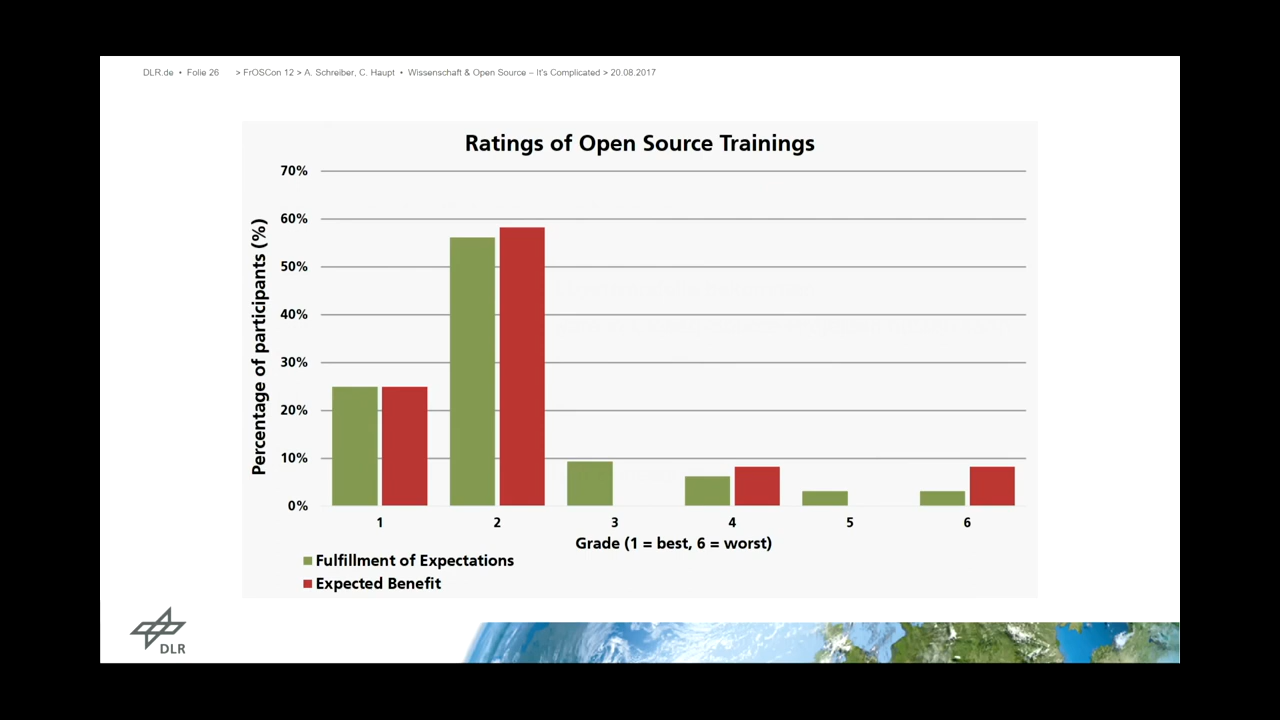 DLR.de • Folie 26 > FrOSCon 12 > A. Schreiber, C. Haupt • Wissenschaft & Open Source – It's Complicated > 20.08.2017
Ratings of Open Source Trainings
Percentage of participants (%)
70%
60%
50%
40%
30%
20%
10%
0%
1 2 3 4 5 6
Grade (1 = best, 6 = worst)
Fulfillment of Expectations
Expected Benefit
DLR